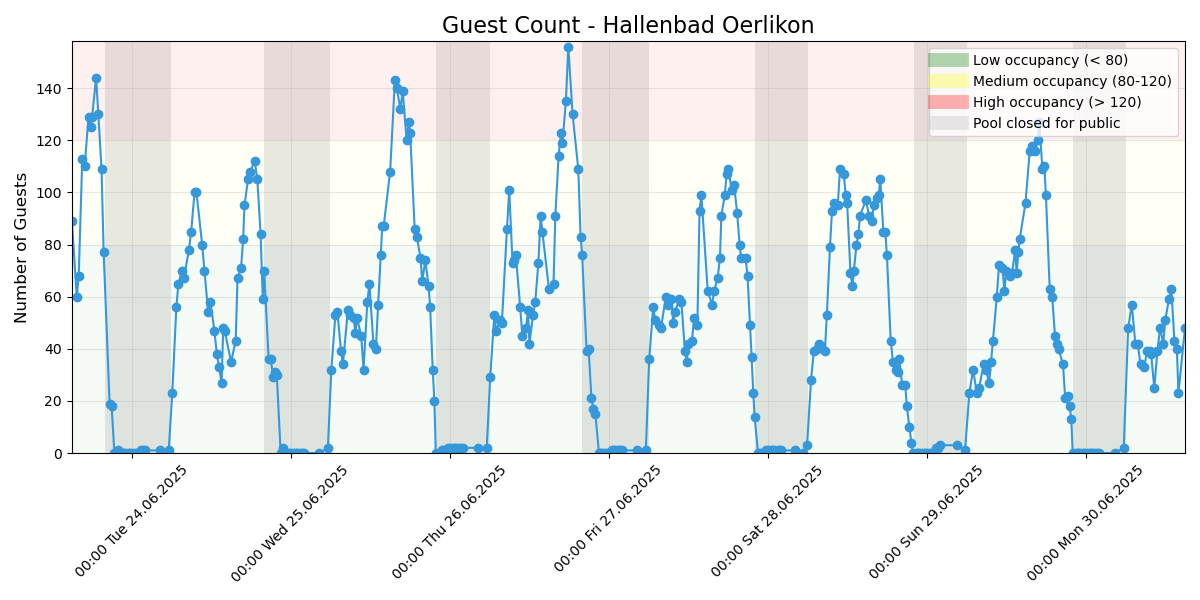 Guest Count - Hallenbad Oerlikon
Number of Guests
140
120
100
80
60
40
20
0
Low occupancy (< 80)
Medium occupancy (80-120)
High occupancy (> 120)
Pool closed for public
00:00 Tue 24.06.2025
00:00 Wed 25.06.2025
00:00 Thu 26.06.2025
00:00 Fri 27.06.2025
00:00 Sat 28.06.2025
00:00 Sun 29.06.2025
00:00 Mon 30.06.2025